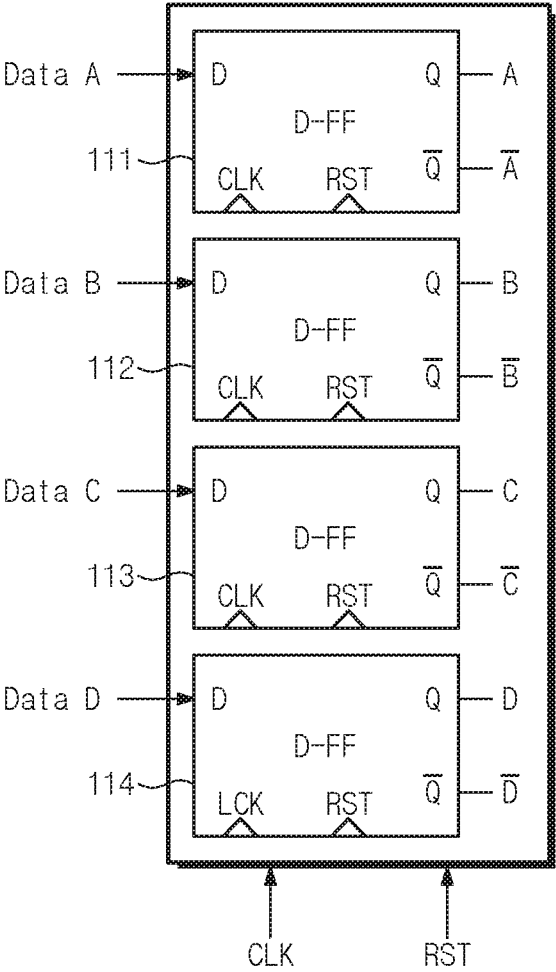 Data A D Q A
D-FF
111 Q̅ A̅
CLK RST
Data B D Q B
D-FF
112 Q̅ B̅
CLK RST
Data C D Q C
D-FF
113 Q̅ C̅
CLK RST
Data D D Q D
D-FF
114 Q̅ D̅
LCK RST
CLK RST